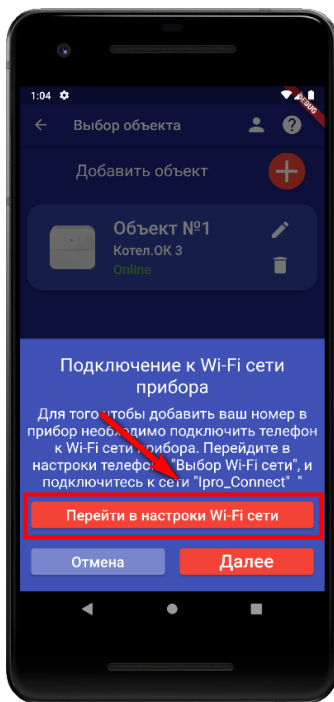 1:04
DEBUG
Выбор объекта
Добавить объект
Объект №1
Котел.ОК 3
Online
Подключение к Wi-Fi сети
прибора
Для того чтобы добавить ваш номер в
прибор необходимо подключить телефон
к Wi-Fi сети прибора. Перейдите в
настройки телефона "Выбор Wi-Fi сети", и
подключитесь к сети "Ipro_Connect" "
Перейти в настроки Wi-Fi сети
Отмена
Далее